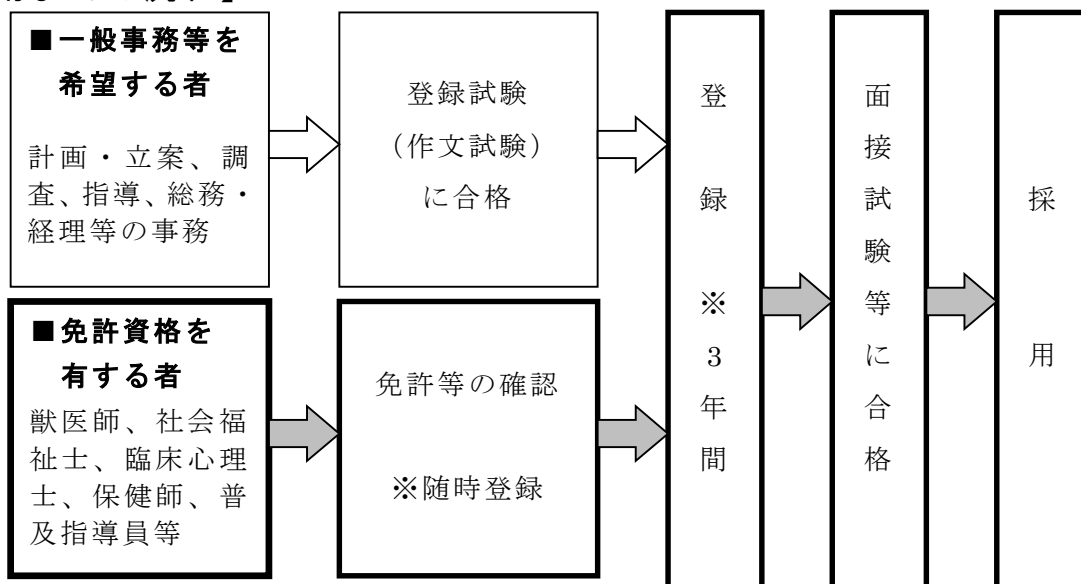 ■一般事務等を
希望する者
計画・立案、調
査、指導、総務・
経理等の事務
登録試験
（作文試験）
に合格
■免許資格を
有する者
獣医師、社会福
祉士、臨床心理
士、保健師、普
及指導員等
免許等の確認
※随時登録
登録※3年間
面接試験等に合格
採用